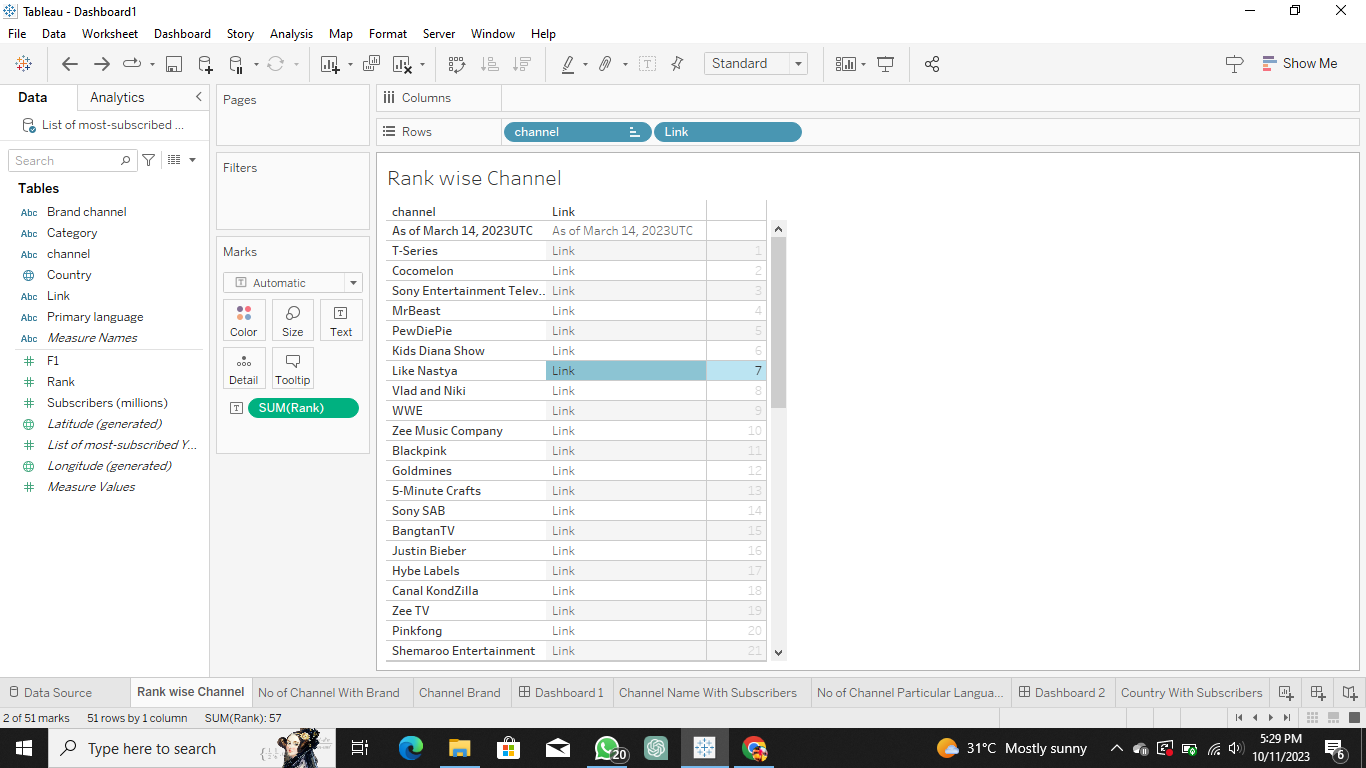 Tableau - Dashboard1
File Data Worksheet Dashboard Story Analysis Map Format Server Window Help
Standard
Show Me
Data Analytics
List of most-subscribed ...
Search
Tables
Abc Brand channel
Abc Category
Abc channel
Country
Abc Link
Abc Primary language
Abc Measure Names
# F1
# Rank
# Subscribers (millions)
Latitude (generated)
# List of most-subscribed Y...
Longitude (generated)
# Measure Values
Pages
Filters
Marks
T Automatic
Color Size Text
Detail Tooltip
T SUM(Rank)
Columns
Rows channel Link
Rank wise Channel
channel Link
As of March 14, 2023UTC As of March 14, 2023UTC
T-Series Link 1
Cocomelon Link 2
Sony Entertainment Telev.. Link 3
MrBeast Link 4
PewDiePie Link 5
Kids Diana Show Link 6
Like Nastya Link 7
Vlad and Niki Link 8
WWE Link 9
Zee Music Company Link 10
Blackpink Link 11
Goldmines Link 12
5-Minute Crafts Link 13
Sony SAB Link 14
BangtanTV Link 15
Justin Bieber Link 16
Hybe Labels Link 17
Canal KondZilla Link 18
Zee TV Link 19
Pinkfong Link 20
Shemaroo Entertainment Link 21
Data Source Rank wise Channel No of Channel With Brand Channel Brand Dashboard 1 Channel Name With Subscribers No of Channel Particular Langua... Dashboard 2 Country With Subscribers
2 of 51 marks 51 rows by 1 column SUM(Rank): 57
Type here to search
20
31°C Mostly sunny
5:29 PM
10/11/2023
6